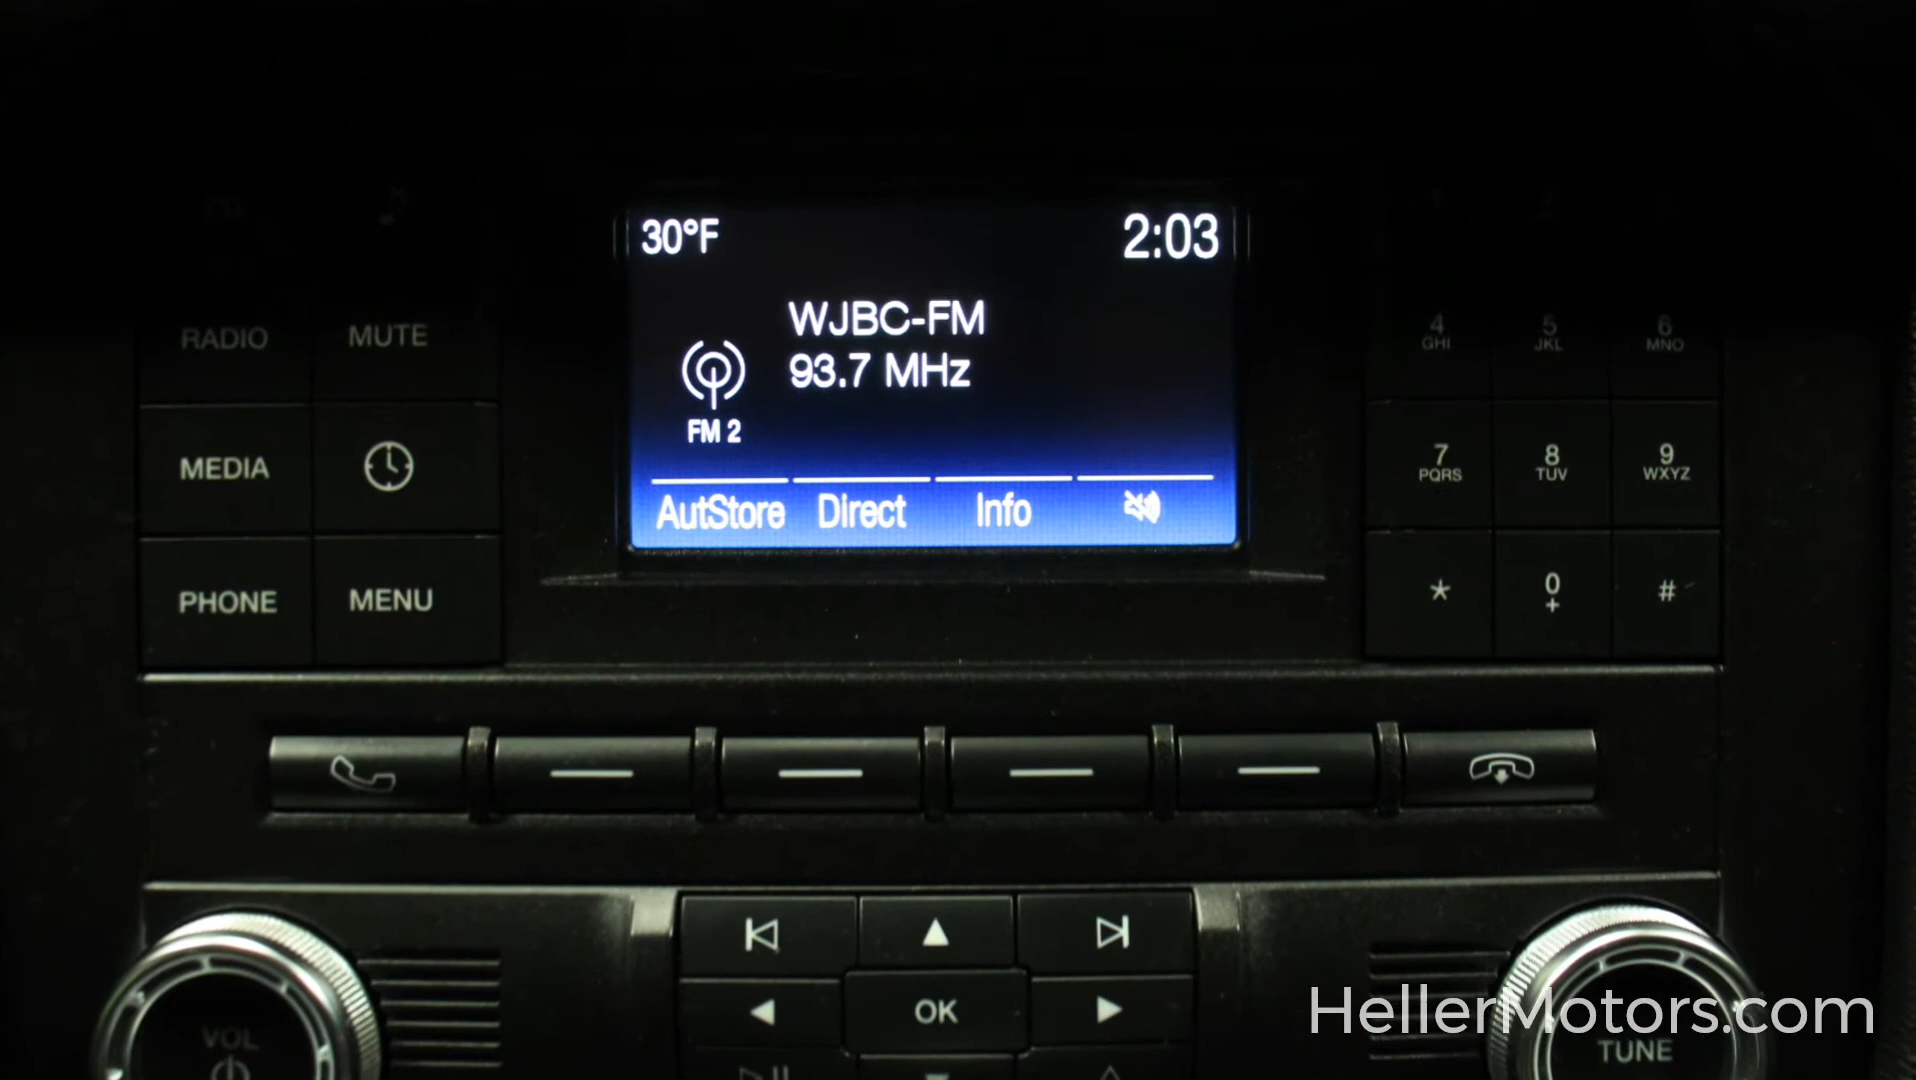 30°F
2:03
WJBC-FM
93.7 MHz
FM 2
AutStore
Direct
Info
RADIO
MUTE
MEDIA
PHONE
MENU
4
GHI
5
JKL
6
MNO
7
PQRS
8
TUV
9
WXYZ
*
0
+
#
OK
VOL
TUNE
HellerMotors.com